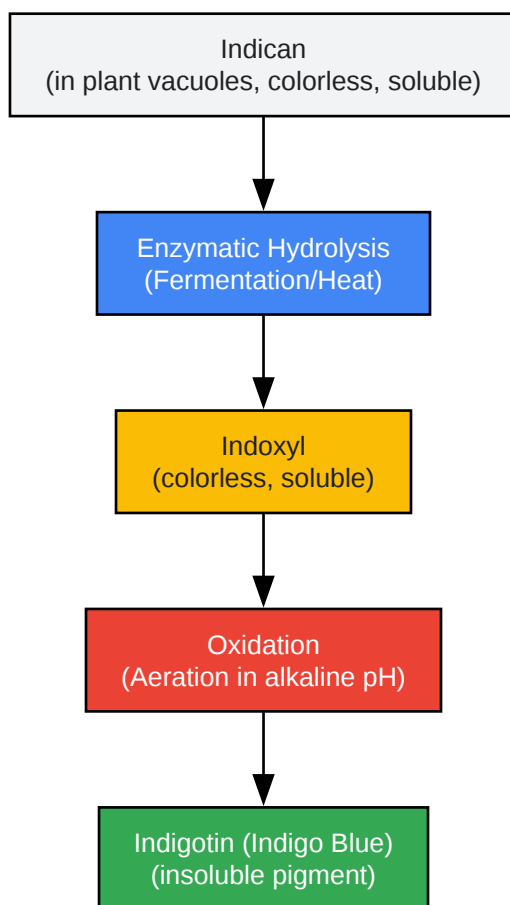 Indican
(in plant vacuoles, colorless, soluble)
Enzymatic Hydrolysis
(Fermentation/Heat)
Indoxyl
(colorless, soluble)
Oxidation
(Aeration in alkaline pH)
Indigotin (Indigo Blue)
(insoluble pigment)